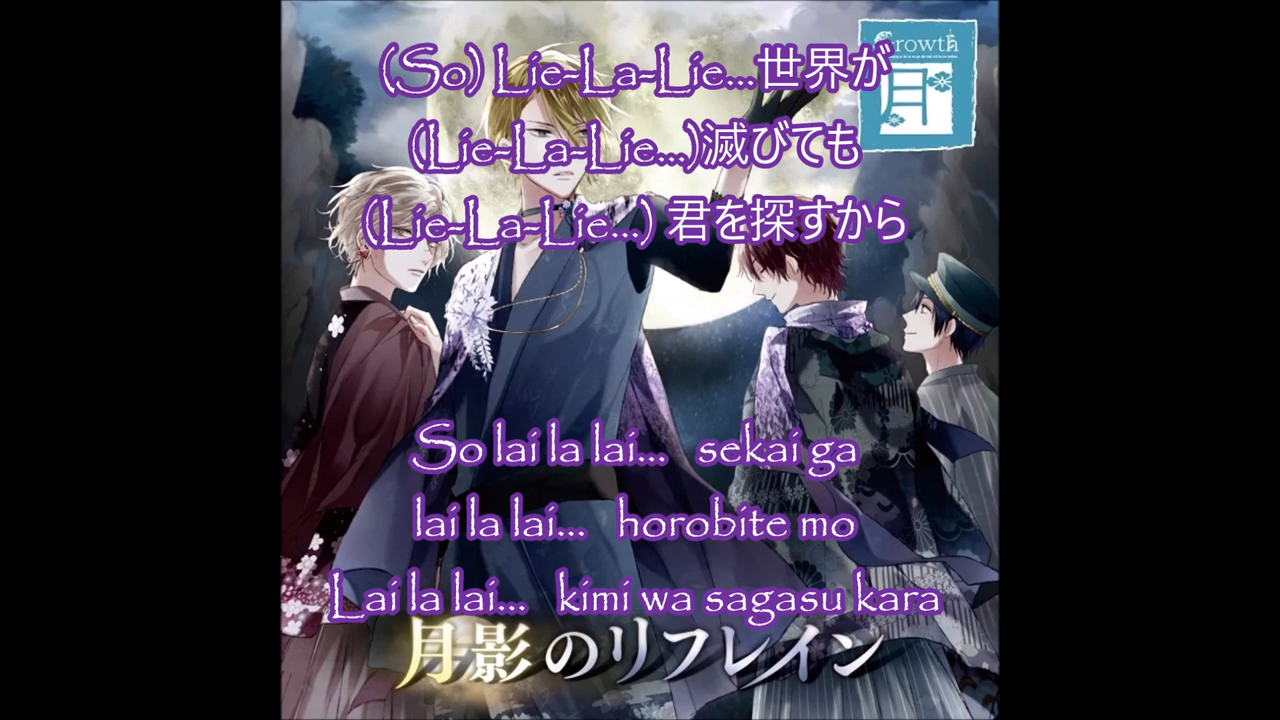 (So) Lie-La-Lie...世界が
Growth
月
(Lie-La-Lie...)滅びても
(Lie-La-Lie...) 君を探すから
So lai la lai... sekai ga
lai la lai... horobite mo
Lai la lai... kimi wa sagasu kara
月影のリフレイン